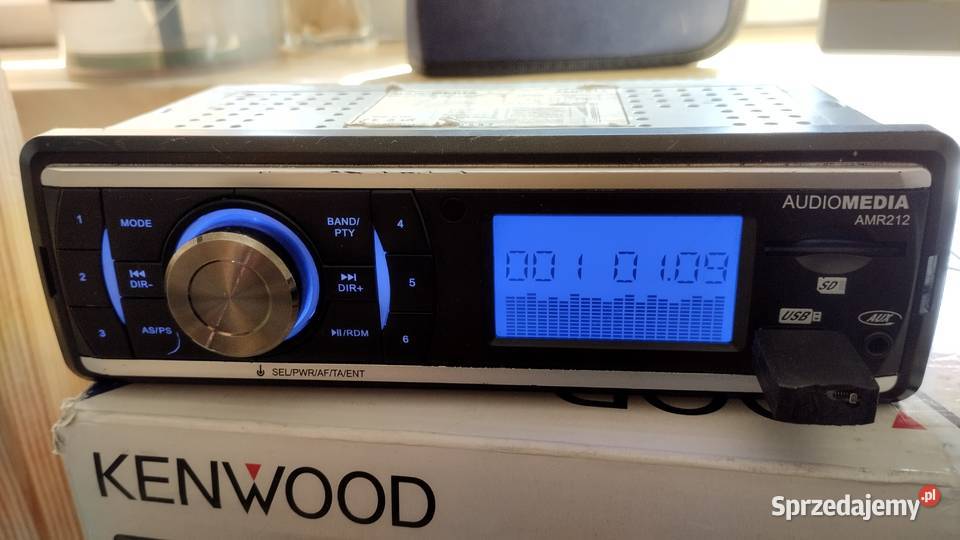 AUDIOMEDIA
AMR212
1
MODE
BAND/
PTY
4
2
DIR-
DIR+
5
001 01:09
SD
USB
AUX
3
AS/PS
/RDM
6
SEL/PWR/AF/TA/ENT
KENWOOD
Sprzedajemy.pl